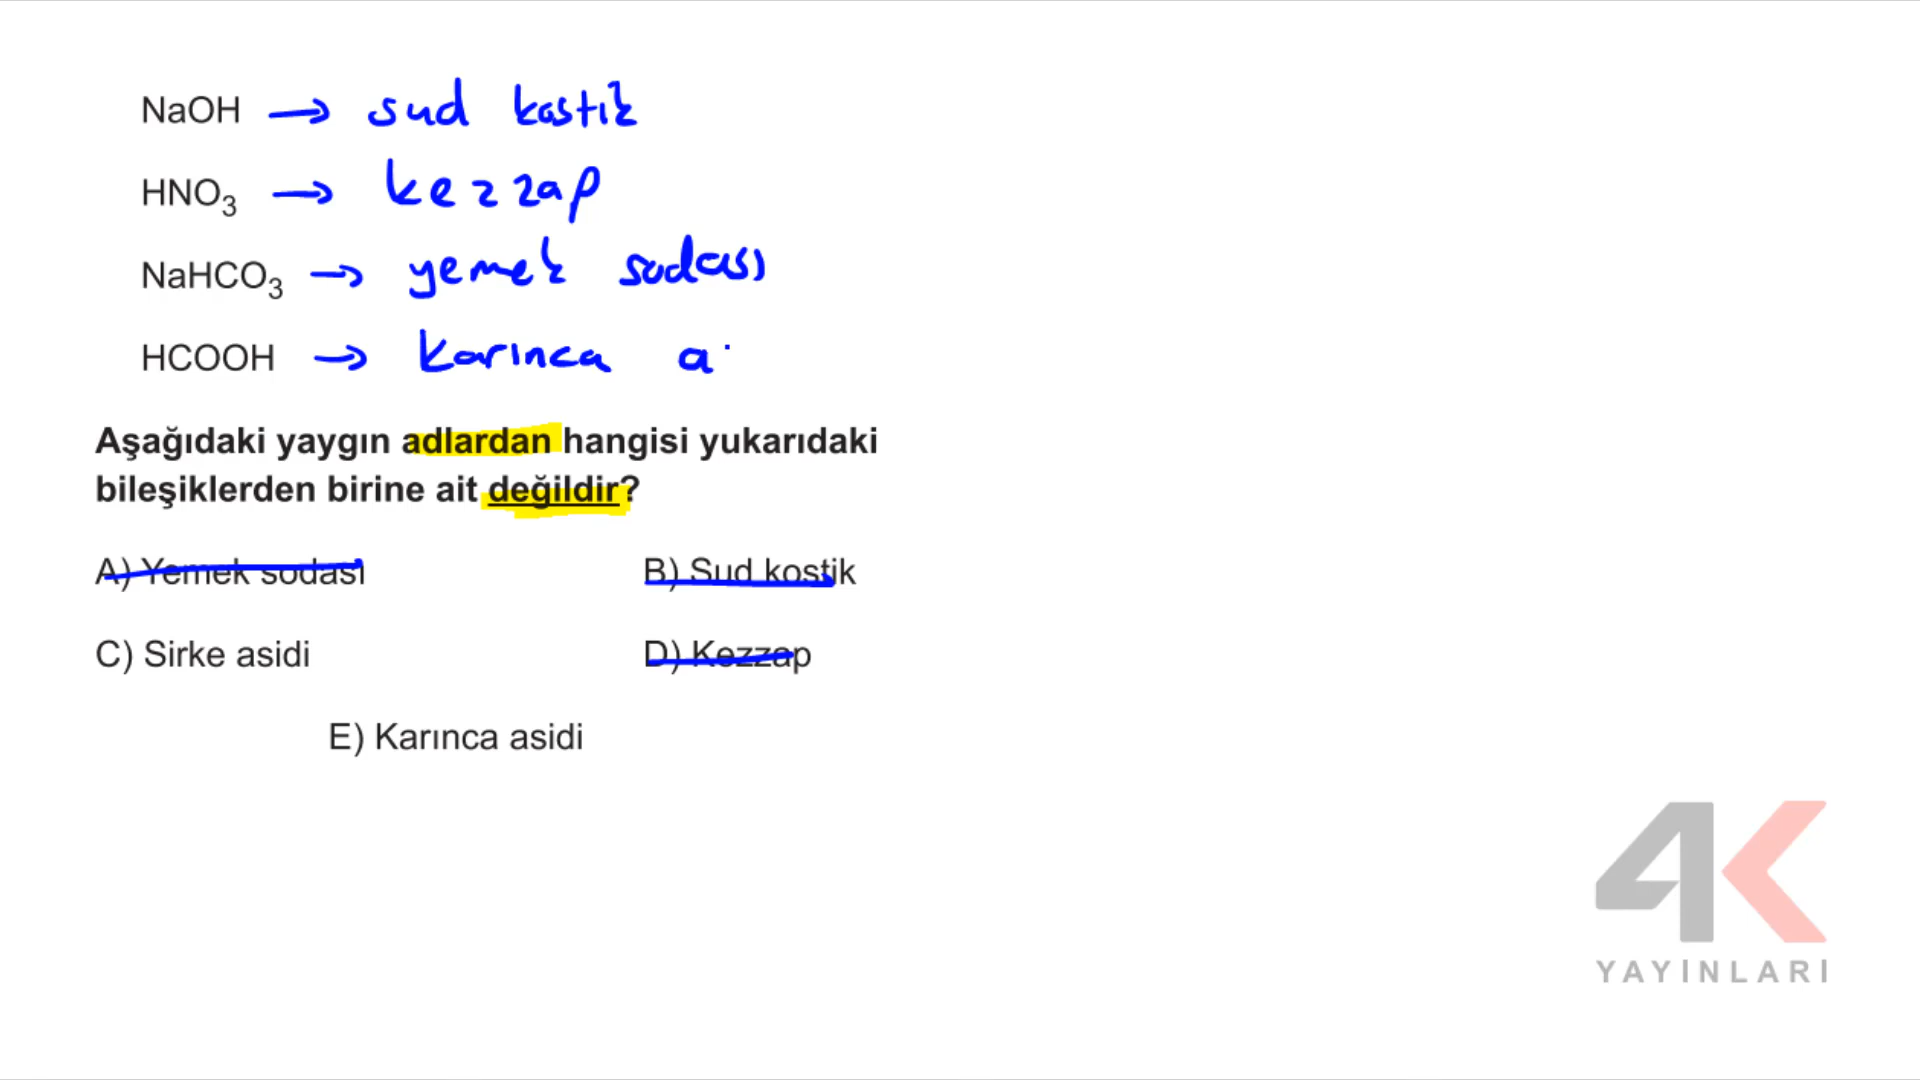 NaOH → sud kostik
HNO₃ → kezzap
NaHCO₃ → yemek sodası
HCOOH → karınca a
Aşağıdaki yaygın adlardan hangisi yukarıdaki
bileşiklerden birine ait değildir?
A) Yemek sodası B) Sud kostik
C) Sirke asidi D) Kezzap
E) Karınca asidi
4K
YAYINLARI